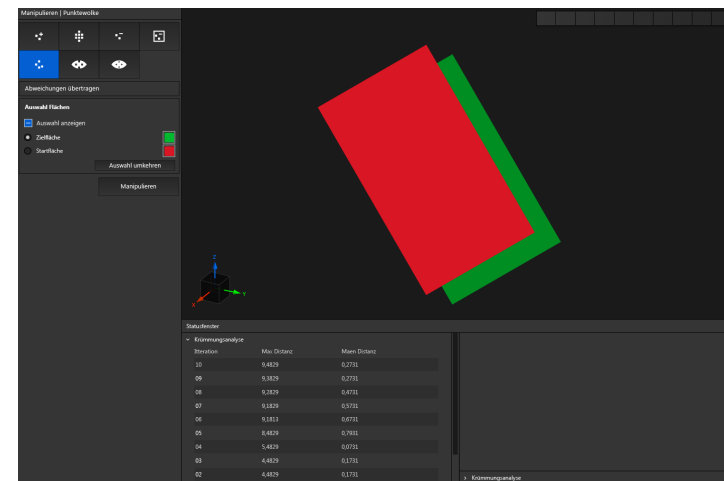 Manipulieren | Punktewolke
Abweichungen übertragen
Auswahl Flächen
Auswahl anzeigen
Zielfläche
Startfläche
Auswahl umkehren
Manipulieren
Z
X
Y
Statusfenster
Krümmungsanalyse
Itteration Max Distanz Maen Distanz
10 9,4829 0,2731
09 9,3829 0,2731
08 9,2829 0,4731
07 9,1829 0,5731
06 9,1813 0,6731
05 8,4829 0,7931
04 5,4829 0,0731
03 4,4829 0,1731
02 4,4829 0,1731
Krümmungsanalyse